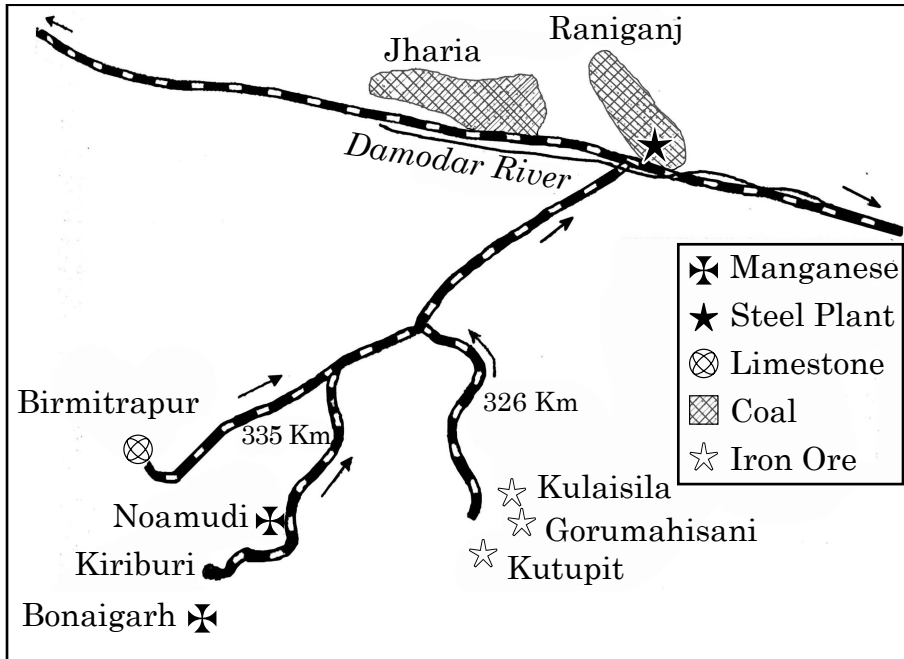 Raniganj
Jharia
Damodar River
Manganese
Steel Plant
Limestone
Coal
Iron Ore
Birmitrapur
335 Km
326 Km
Kulaisila
Noamudi
Gorumahisani
Kiriburi
Kutupit
Bonaigarh